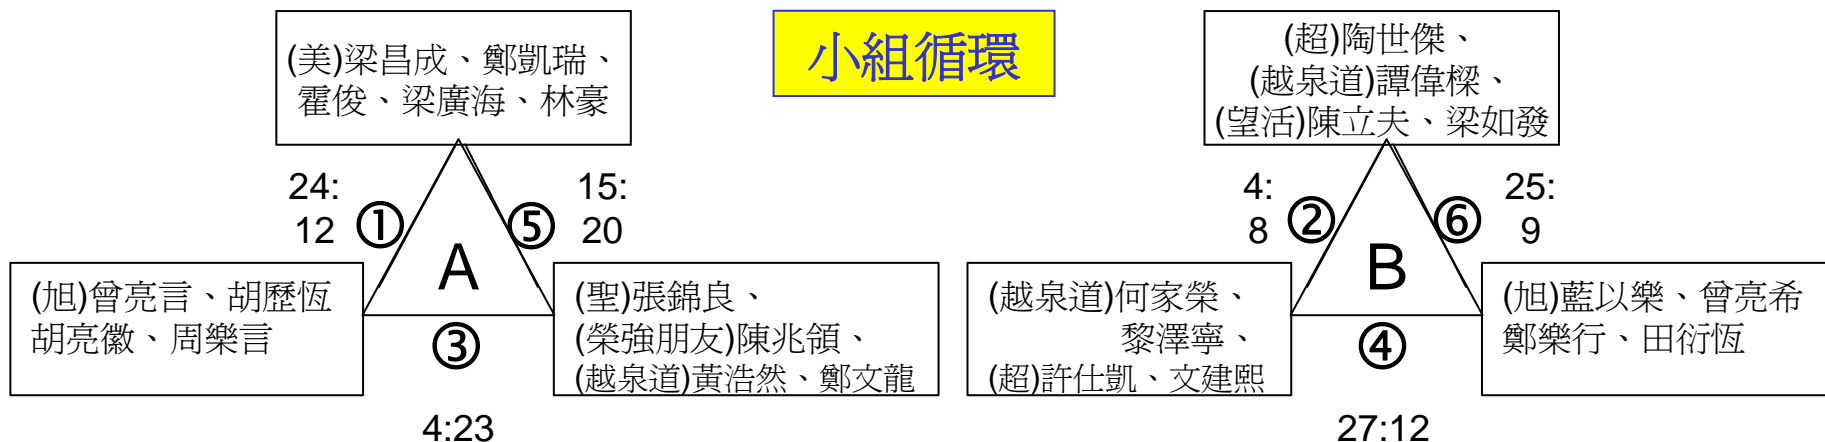 小組循環
(美)梁昌成、鄭凱瑞、
霍俊、梁廣海、林豪
24:
12
①
15:
20
⑤
A
(旭)曾亮言、胡歷恆
胡亮徽、周樂言
③
4:23
(聖)張錦良、
(榮強朋友)陳兆領、
(越泉道)黃浩然、鄭文龍
(超)陶世傑、
(越泉道)譚偉樑、
(望活)陳立夫、梁如發
4:
8
②
25:
9
⑥
B
(越泉道)何家榮、
黎澤寧、
(超)許仕凱、文建熙
④
27:12
(旭)藍以樂、曾亮希
鄭樂行、田衍恆